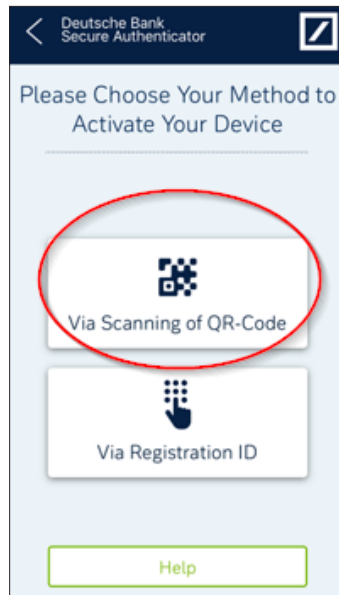 Deutsche Bank
Secure Authenticator
Please Choose Your Method to
Activate Your Device
Via Scanning of QR-Code
Via Registration ID
Help